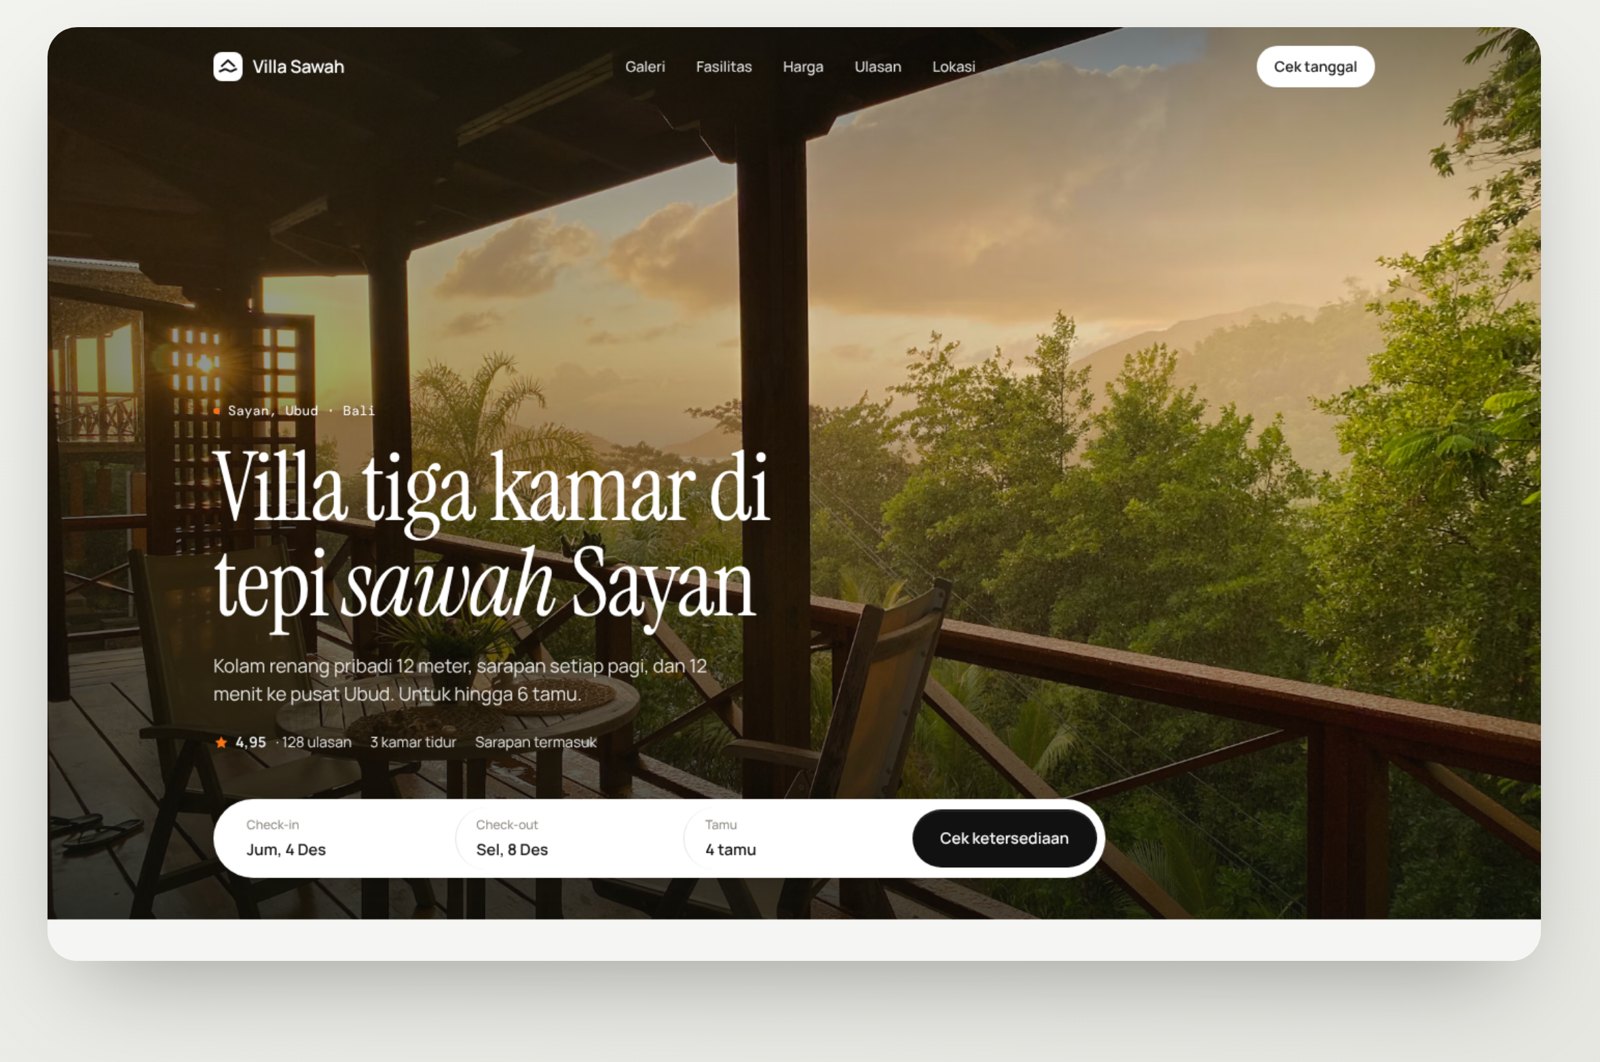 Villa Sawah
Galeri
Fasilitas
Harga
Ulasan
Lokasi
Cek tanggal
Sayan, Ubud · Bali
Villa tiga kamar di
tepi sawah Sayan
Kolam renang pribadi 12 meter, sarapan setiap pagi, dan 12
menit ke pusat Ubud. Untuk hingga 6 tamu.
4,95 · 128 ulasan 3 kamar tidur Sarapan termasuk
Check-in
Jum, 4 Des
Check-out
Sel, 8 Des
Tamu
4 tamu
Cek ketersediaan